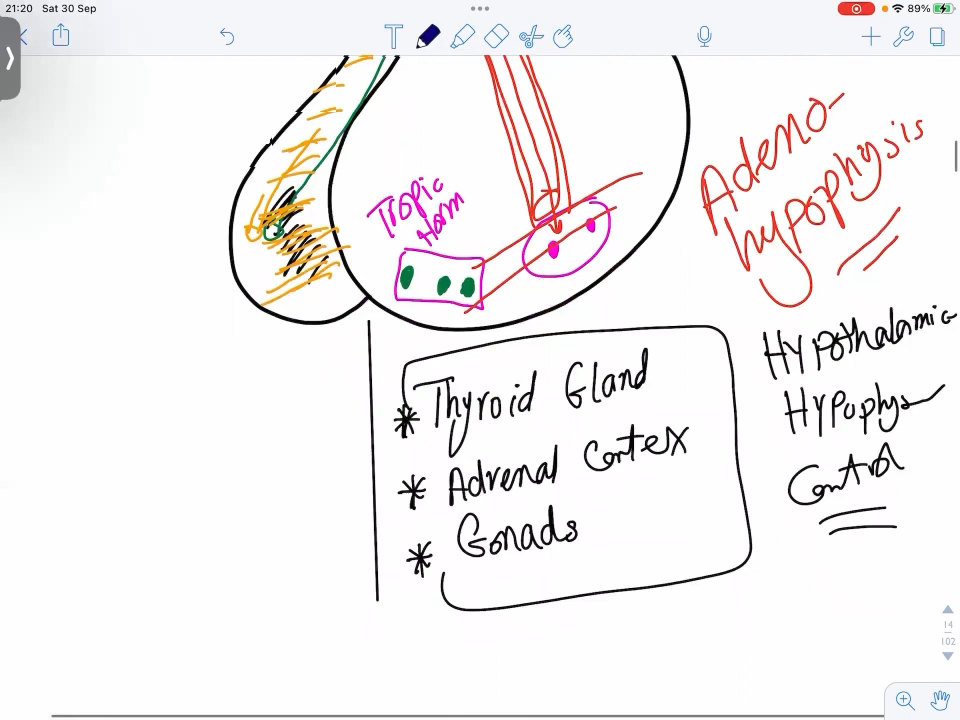 21:20 Sat 30 Sep
89%
T
Adeno-
hypophysis
Tropic
Horm
Hypothalamic
Hypophys
Control
* Thyroid Gland
* Adrenal Cortex
* Gonads
14
102